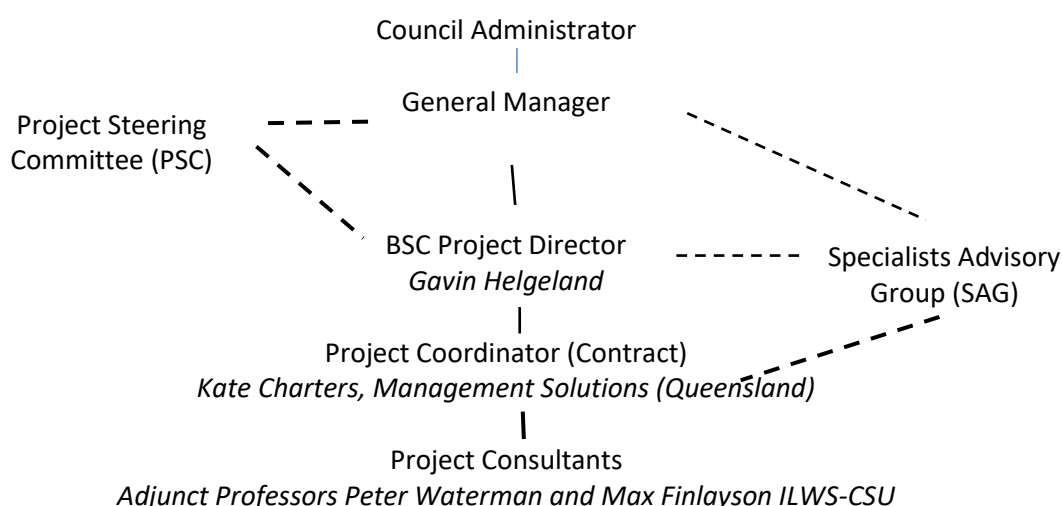 Council Administrator
General Manager
Project Steering
Committee (PSC)
BSC Project Director
Gavin Helgeland
Specialists Advisory
Group (SAG)
Project Coordinator (Contract)
Kate Charters, Management Solutions (Queensland)
Project Consultants
Adjunct Professors Peter Waterman and Max Finlayson ILWS-CSU